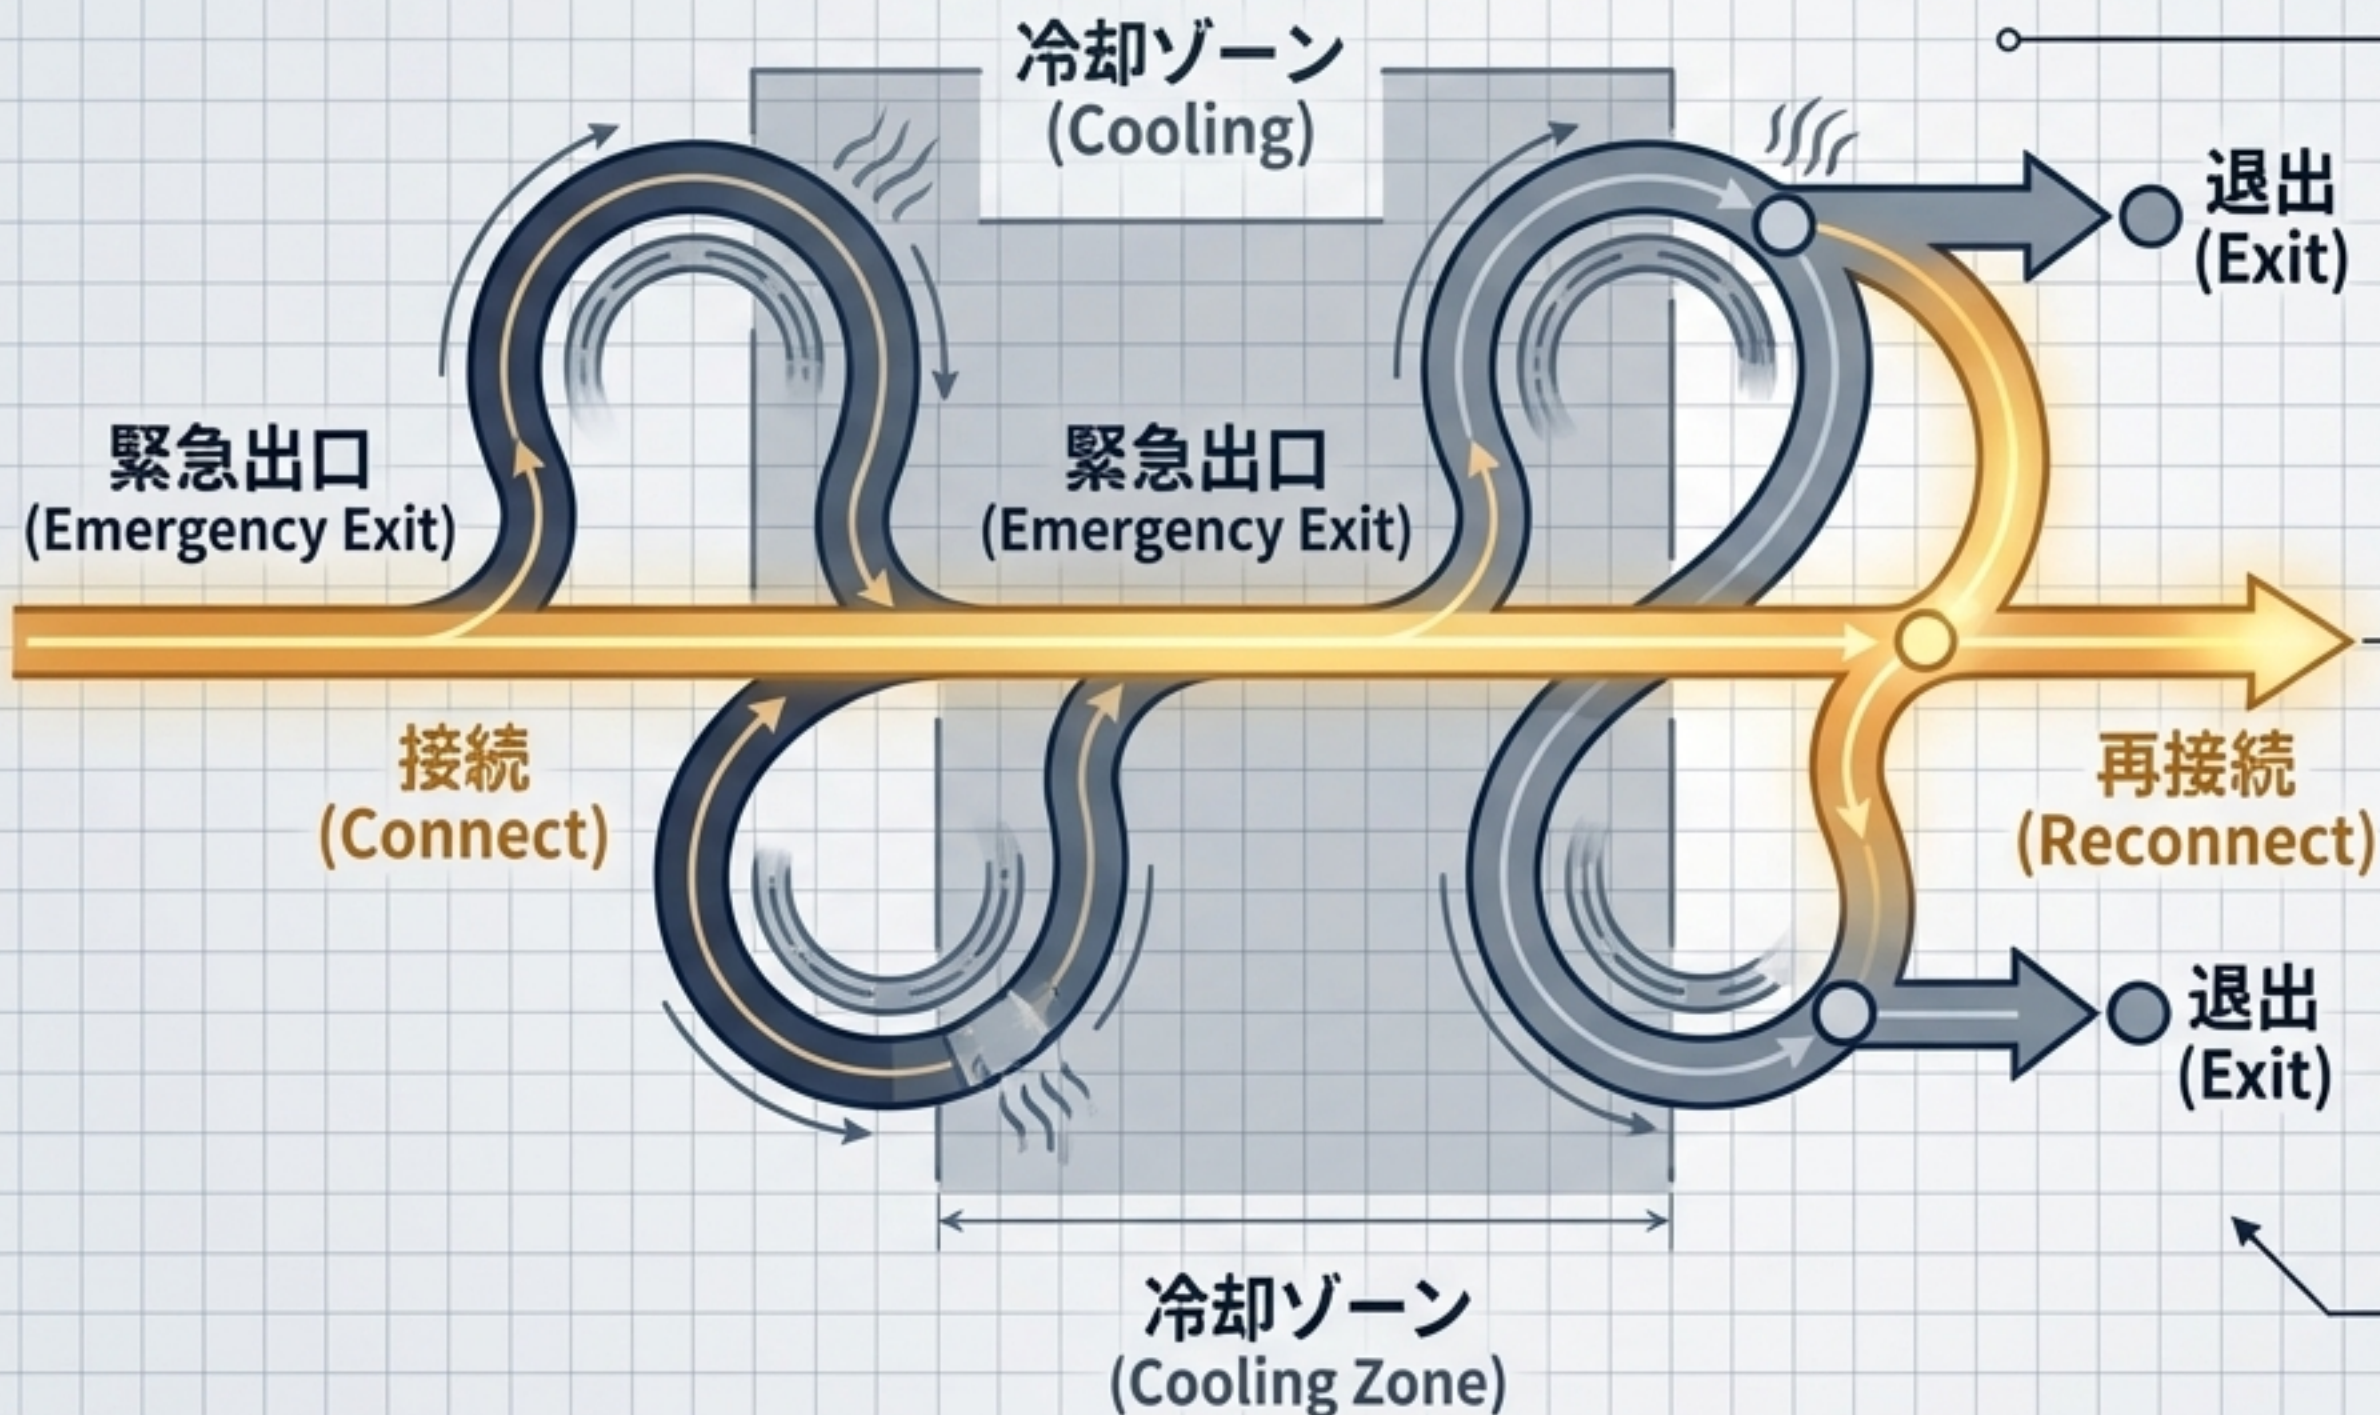 冷却ゾーン
(Cooling)
退出
(Exit)
緊急出口
(Emergency Exit)
緊急出口
(Emergency Exit)
接続
(Connect)
再接続
(Reconnect)
退出
(Exit)
冷却ゾーン
(Cooling Zone)